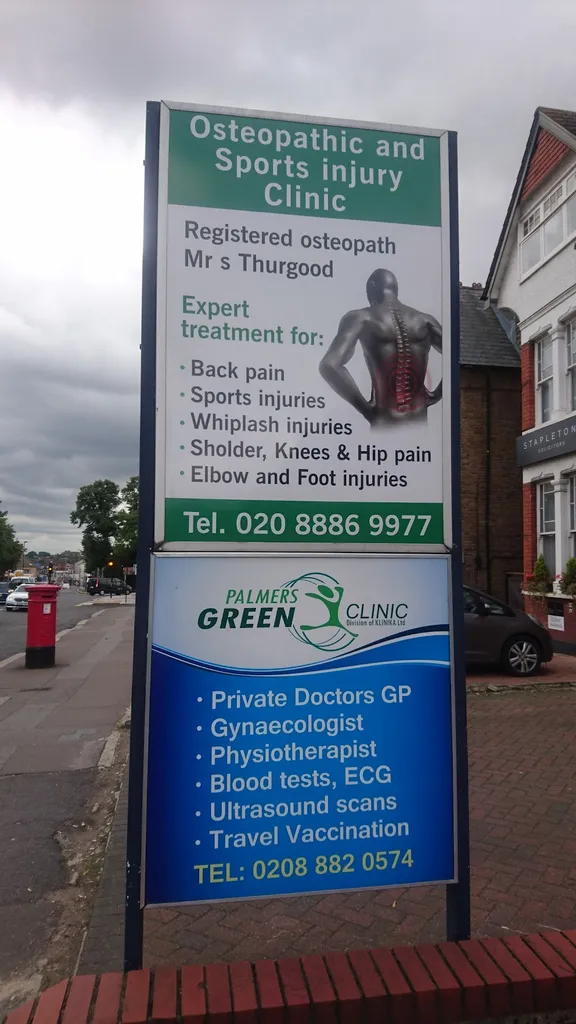 Osteopathic and
Sports injury
Clinic
Registered osteopath
Mr s Thurgood
Expert
treatment for:
• Back pain
• Sports injuries
• Whiplash injuries
• Sholder, Knees & Hip pain
• Elbow and Foot injuries
Tel. 020 8886 9977
PALMERS
GREEN
CLINIC
Division of KLINIKA Ltd
• Private Doctors GP
• Gynaecologist
• Physiotherapist
• Blood tests, ECG
• Ultrasound scans
• Travel Vaccination
TEL: 0208 882 0574
STAPLETON
SOLICITORS